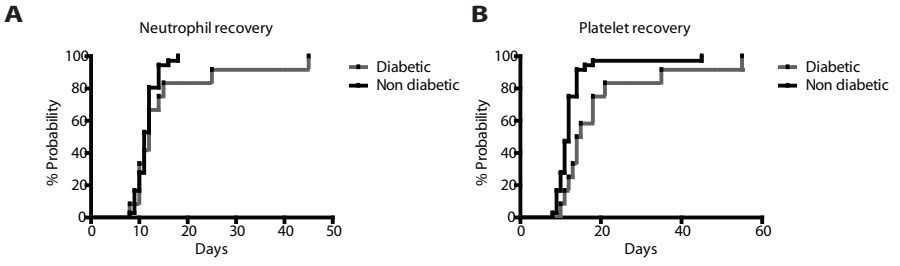 A
Neutrophil recovery
100
80
60
40
20
0
% Probability
0 10 20 30 40 50
Days
Diabetic
Non diabetic
B
Platelet recovery
100
80
60
40
20
0
% Probability
0 20 40 60
Days
Diabetic
Non diabetic